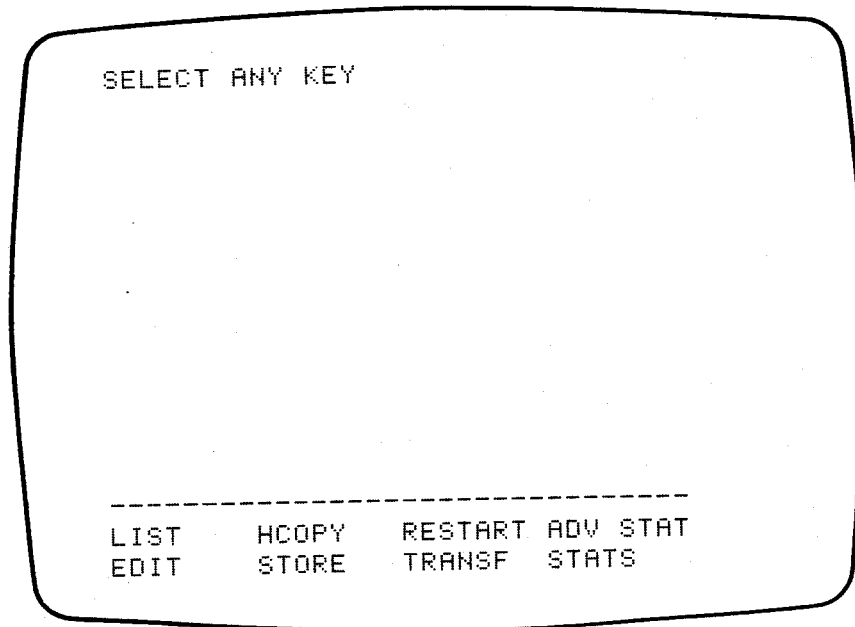 SELECT ANY KEY
--------------------------------
LIST HCOPY RESTART ADV STAT
EDIT STORE TRANSF STATS